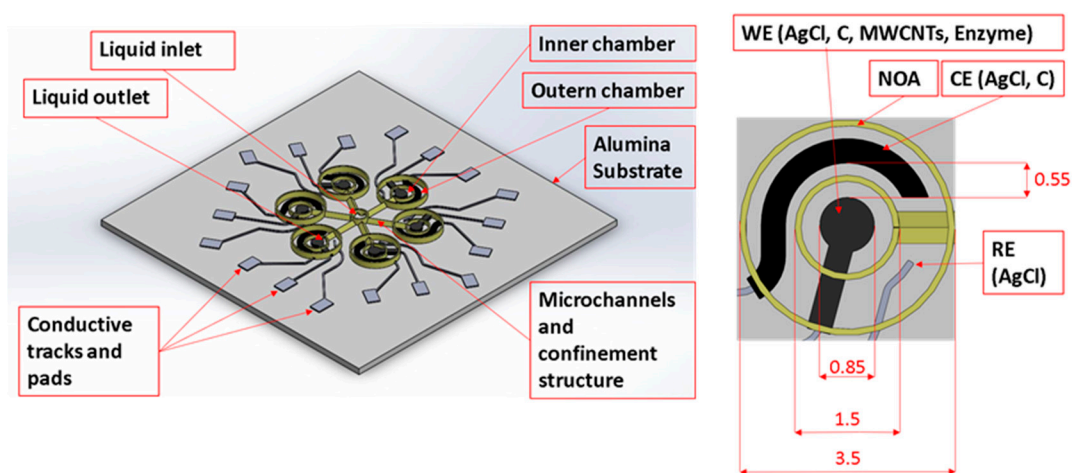 Liquid inlet
Liquid outlet
Inner chamber
Outern chamber
Alumina
Substrate
Conductive
tracks and
pads
Microchannels
and
confinement
structure
WE (AgCl, C, MWCNTs, Enzyme)
NOA
CE (AgCl, C)
0.55
RE
(AgCl)
0.85
1.5
3.5